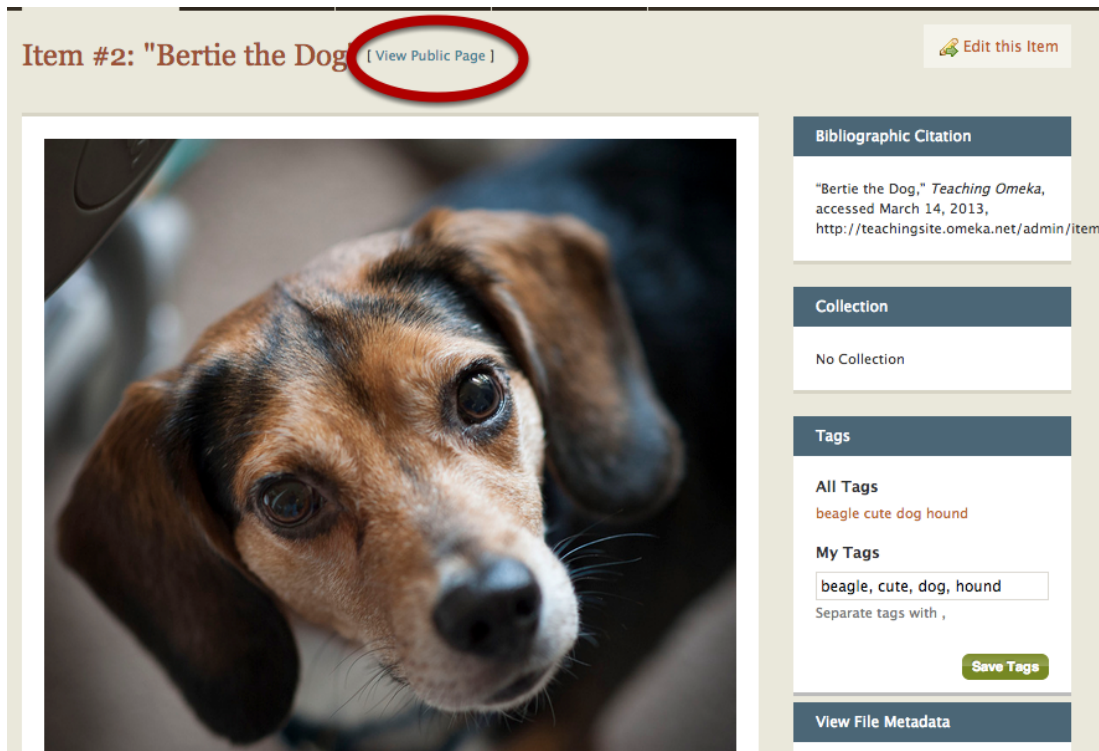 Item #2: "Bertie the Dog" [ View Public Page ]
Edit this Item
Bibliographic Citation
“Bertie the Dog,” Teaching Omeka,
accessed March 14, 2013,
http://teachingsite.omeka.net/admin/item
Collection
No Collection
Tags
All Tags
beagle cute dog hound
My Tags
beagle, cute, dog, hound
Separate tags with ,
Save Tags
View File Metadata